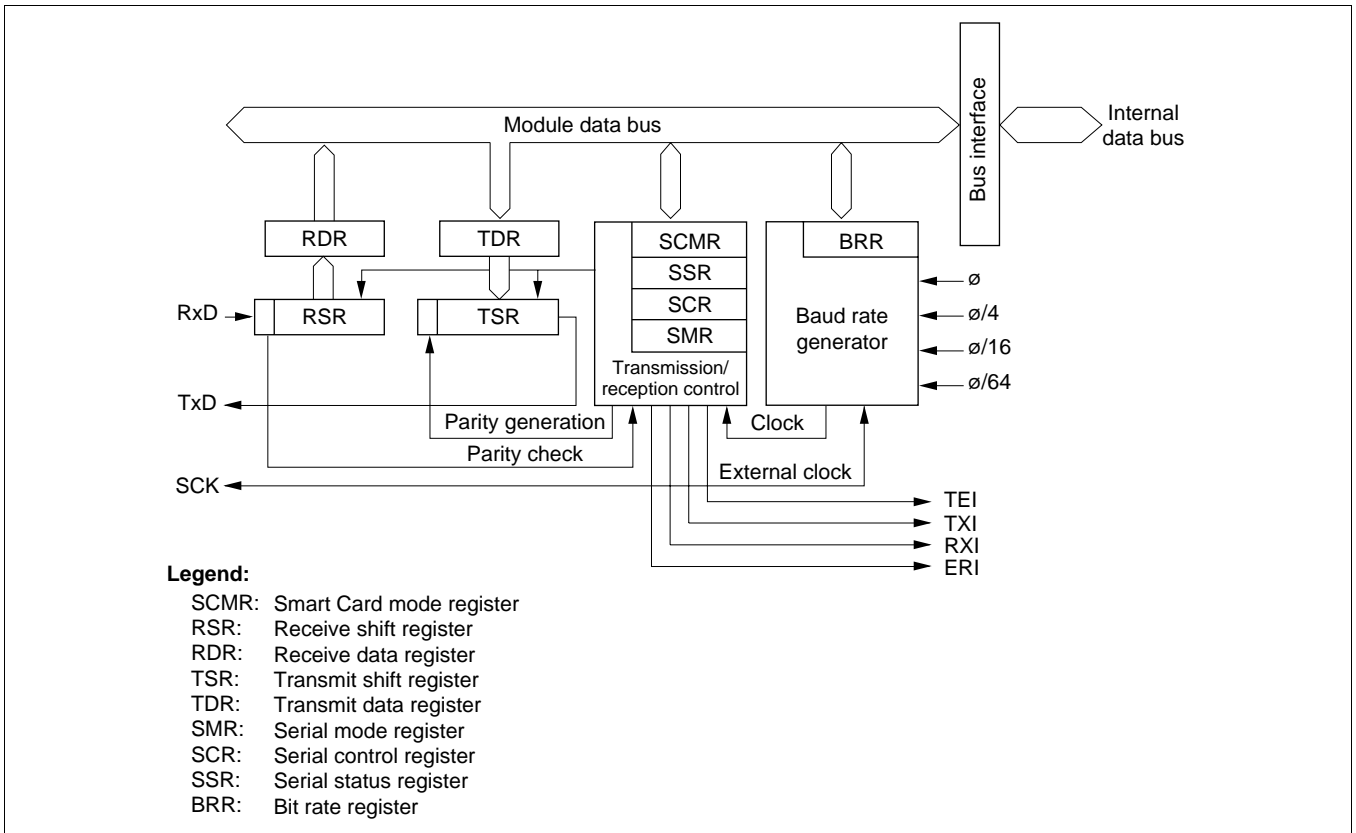 Module data bus
Bus interface
Internal
data bus
RDR
TDR
SCMR
SSR
SCR
SMR
Transmission/
reception control
BRR
Baud rate
generator
ø
ø/4
ø/16
ø/64
RxD
RSR
TSR
TxD
Parity generation
Parity check
Clock
External clock
SCK
TEI
TXI
RXI
ERI
Legend:
SCMR: Smart Card mode register
RSR: Receive shift register
RDR: Receive data register
TSR: Transmit shift register
TDR: Transmit data register
SMR: Serial mode register
SCR: Serial control register
SSR: Serial status register
BRR: Bit rate register